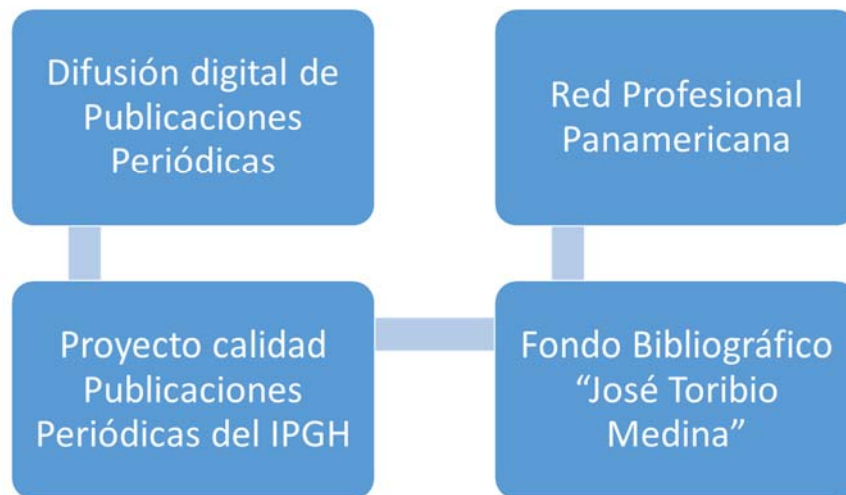 Difusión digital de
Publicaciones
Periódicas
Proyecto calidad
Publicaciones
Periódicas del IPGH
Fondo Bibliográfico
“José Toribio
Medina”
Red Profesional
Panamericana